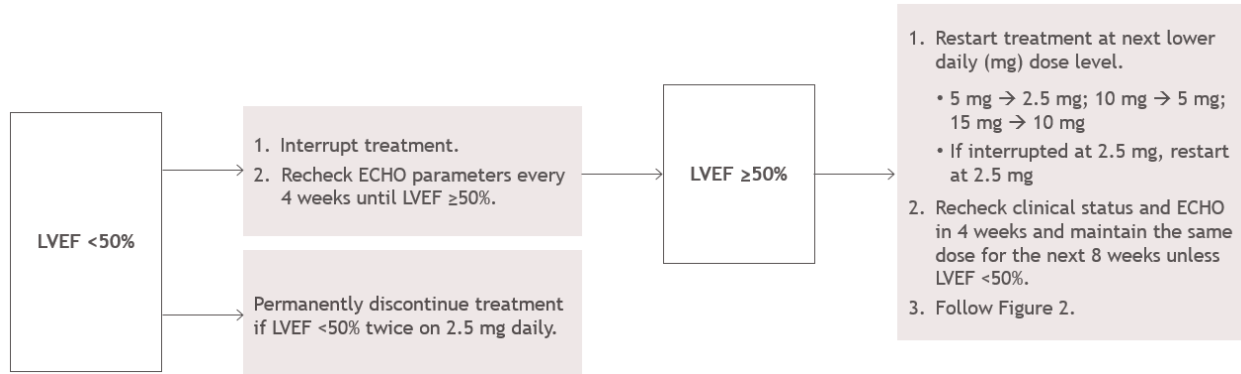 LVEF <50%
1. Interrupt treatment.
2. Recheck ECHO parameters every
4 weeks until LVEF ≥50%.
Permanently discontinue treatment
if LVEF <50% twice on 2.5 mg daily.
LVEF ≥50%
1. Restart treatment at next lower
daily (mg) dose level.
• 5 mg → 2.5 mg; 10 mg → 5 mg;
15 mg → 10 mg
• If interrupted at 2.5 mg, restart
at 2.5 mg
2. Recheck clinical status and ECHO
in 4 weeks and maintain the same
dose for the next 8 weeks unless
LVEF <50%.
3. Follow Figure 2.